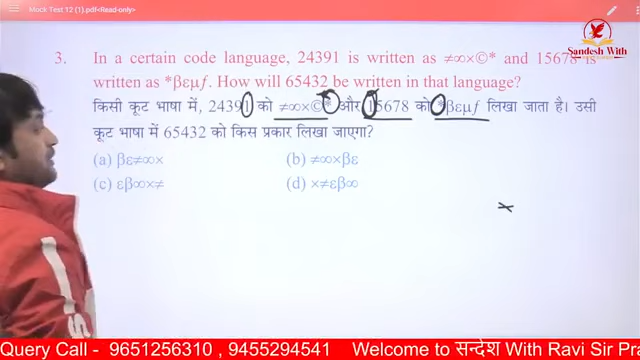 Mock Test 12 (1).pdf<Read-only>
Sandesh With
3. In a certain code language, 24391 is written as ≠∞×©* and 15678 is
written as *βεμƒ. How will 65432 be written in that language?
किसी कूट भाषा में, 24391 को ≠∞×©* और 15678 को *βεμƒ लिखा जाता है। उसी
कूट भाषा में 65432 को किस प्रकार लिखा जाएगा?
(a) βε≠∞× (b) ≠∞×βε
(c) εβ∞×≠ (d) ×≠εβ∞
Query Call - 9651256310 , 9455294541 Welcome to सन्देश With Ravi Sir Pra